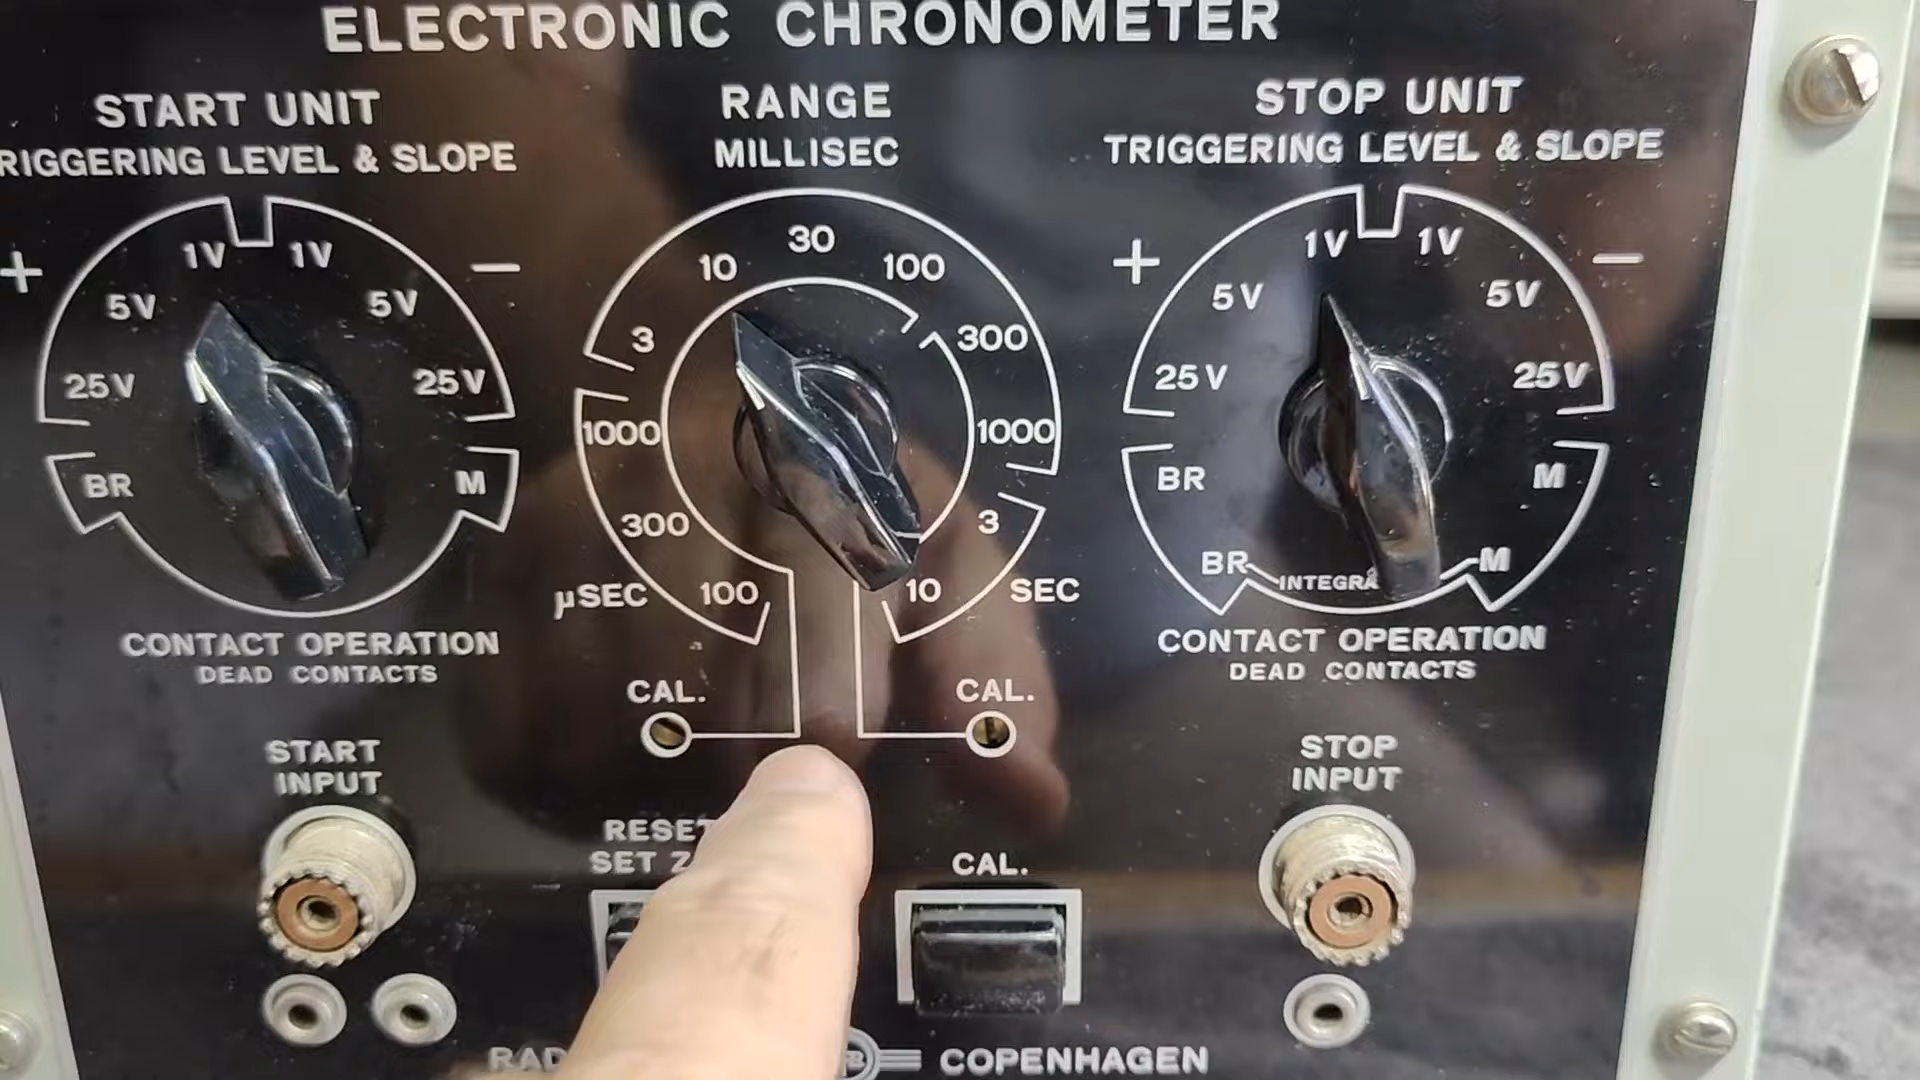 ELECTRONIC CHRONOMETER
START UNIT
RIGGERING LEVEL & SLOPE
+ 1V 1V −
5V 5V
25V 25V
BR M
CONTACT OPERATION
DEAD CONTACTS
RANGE
MILLISEC
30
10 100
3 300
1000 1000
300 3
µSEC 100 10 SEC
CAL. CAL.
STOP UNIT
TRIGGERING LEVEL & SLOPE
+ 1V 1V −
5V 5V
25V 25V
BR M
BR INTEGRA M
CONTACT OPERATION
DEAD CONTACTS
START
INPUT
RESET
SET Z
CAL.
STOP
INPUT
RAD COPENHAGEN